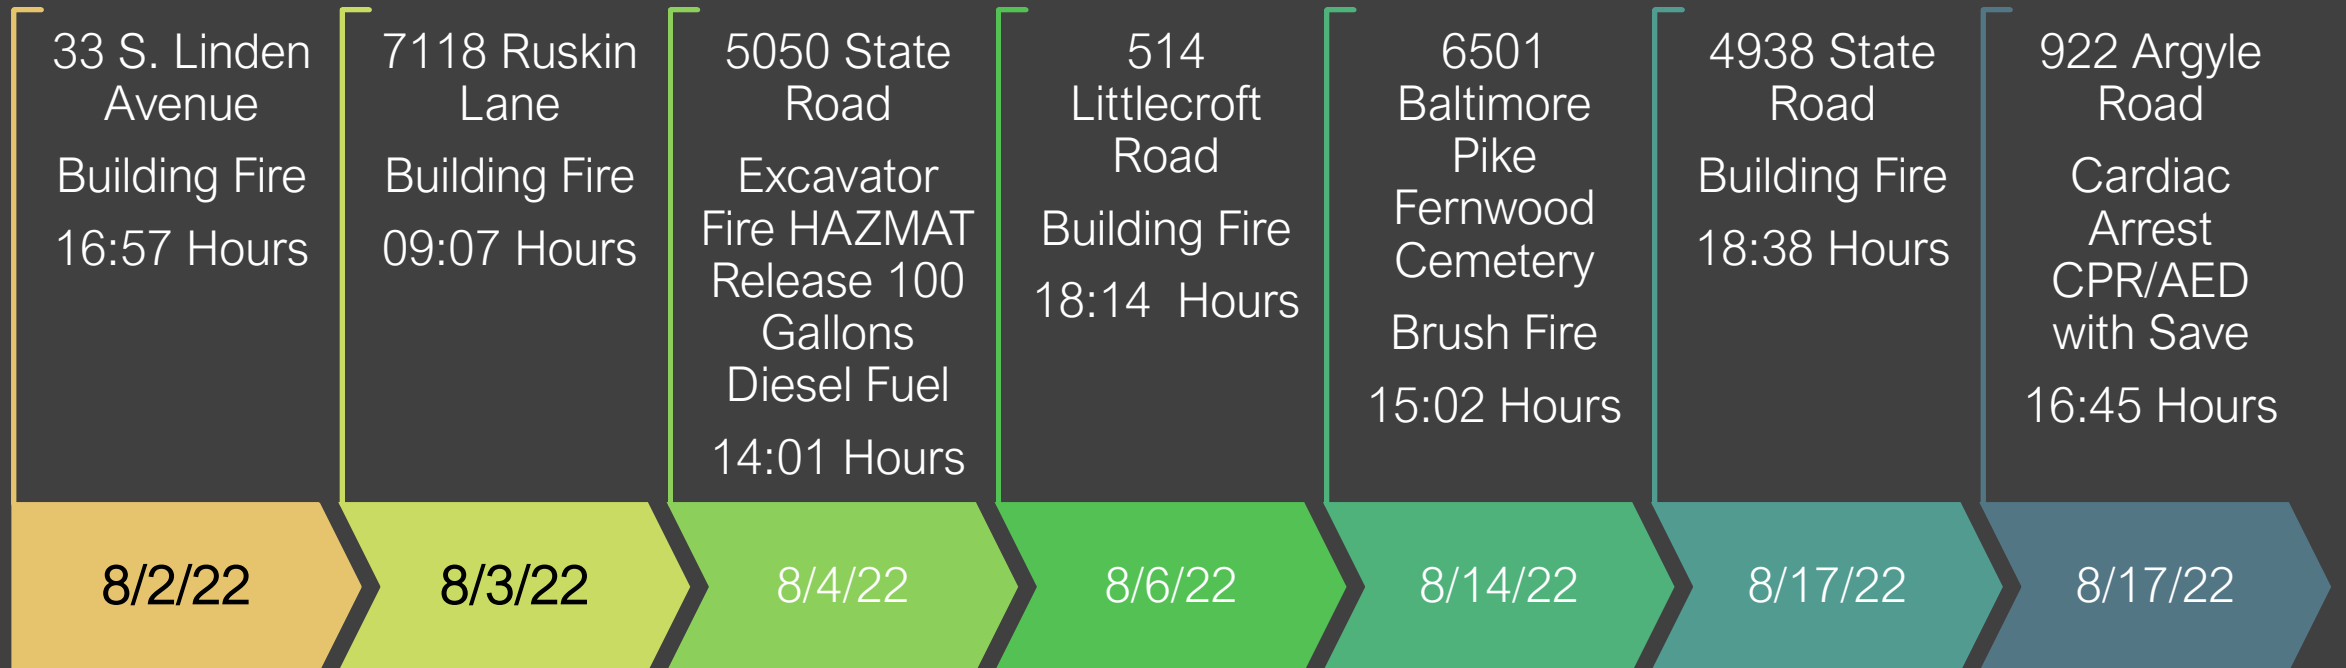 33 S. Linden
Avenue
Building Fire
16:57 Hours
8/2/22
7118 Ruskin
Lane
Building Fire
09:07 Hours
8/3/22
5050 State
Road
Excavator
Fire HAZMAT
Release 100
Gallons
Diesel Fuel
14:01 Hours
8/4/22
514
Littlecroft
Road
Building Fire
18:14 Hours
8/6/22
6501
Baltimore
Pike
Fernwood
Cemetery
Brush Fire
15:02 Hours
8/14/22
4938 State
Road
Building Fire
18:38 Hours
8/17/22
922 Argyle
Road
Cardiac
Arrest
CPR/AED
with Save
16:45 Hours
8/17/22